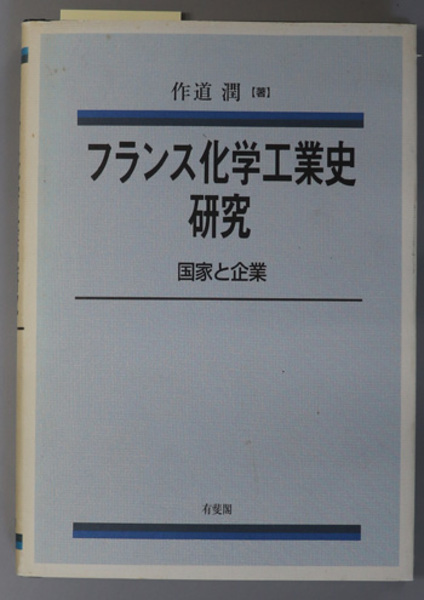 作道 潤【著】
フランス化学工業史
研究
国家と企業
有斐閣